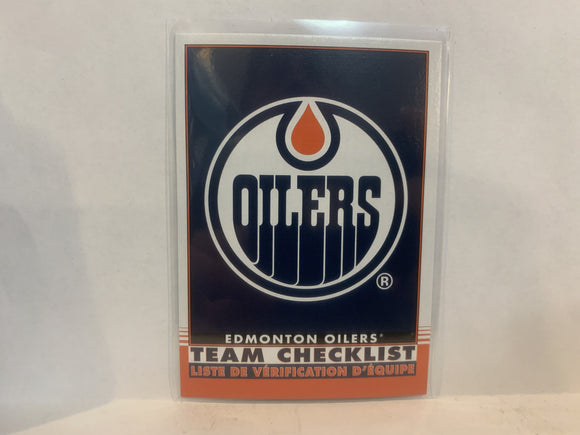 OILERS
®
EDMONTON OILERS*
TEAM CHECKLIST
LISTE DE VÉRIFICATION D'ÉQUIPE